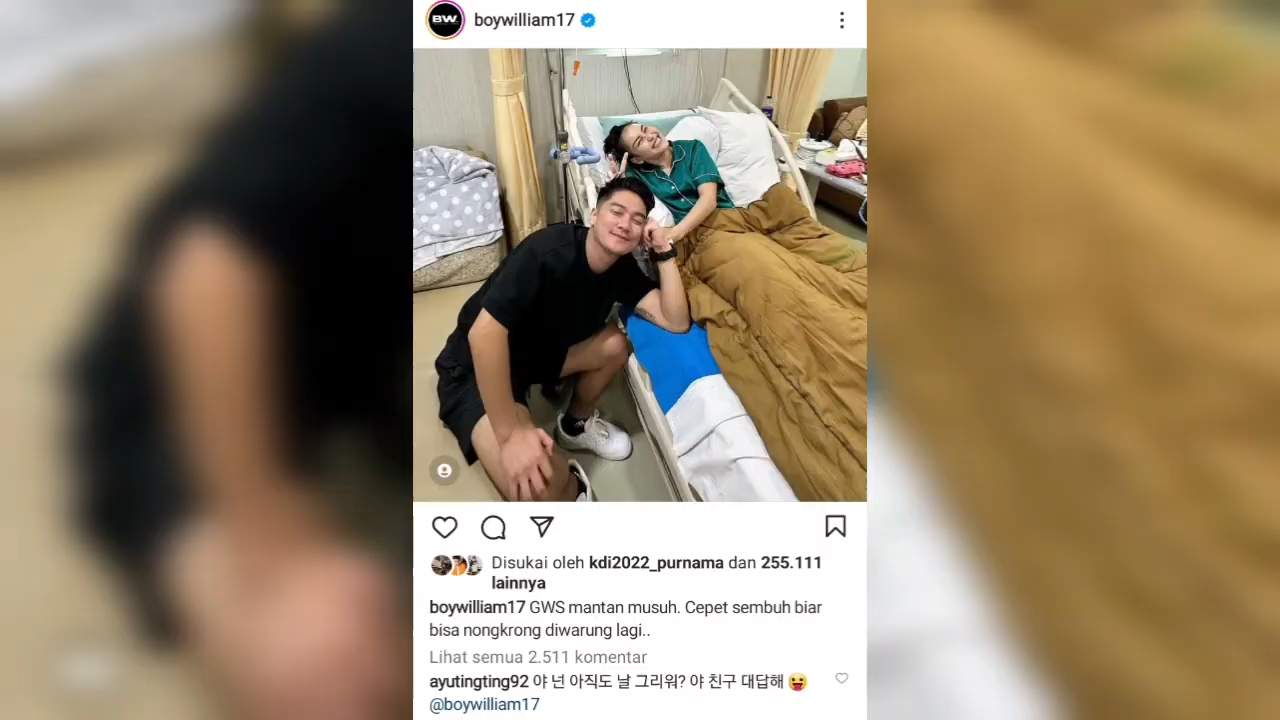 BW
boywilliam17
Disukai oleh kdi2022_purnama dan 255.111
lainnya
boywilliam17 GWS mantan musuh. Cepet sembuh biar
bisa nongkrong diwarung lagi..
Lihat semua 2.511 komentar
ayutingting92 야 넌 아직도 날 그리워? 야 친구 대답해 😝
@boywilliam17